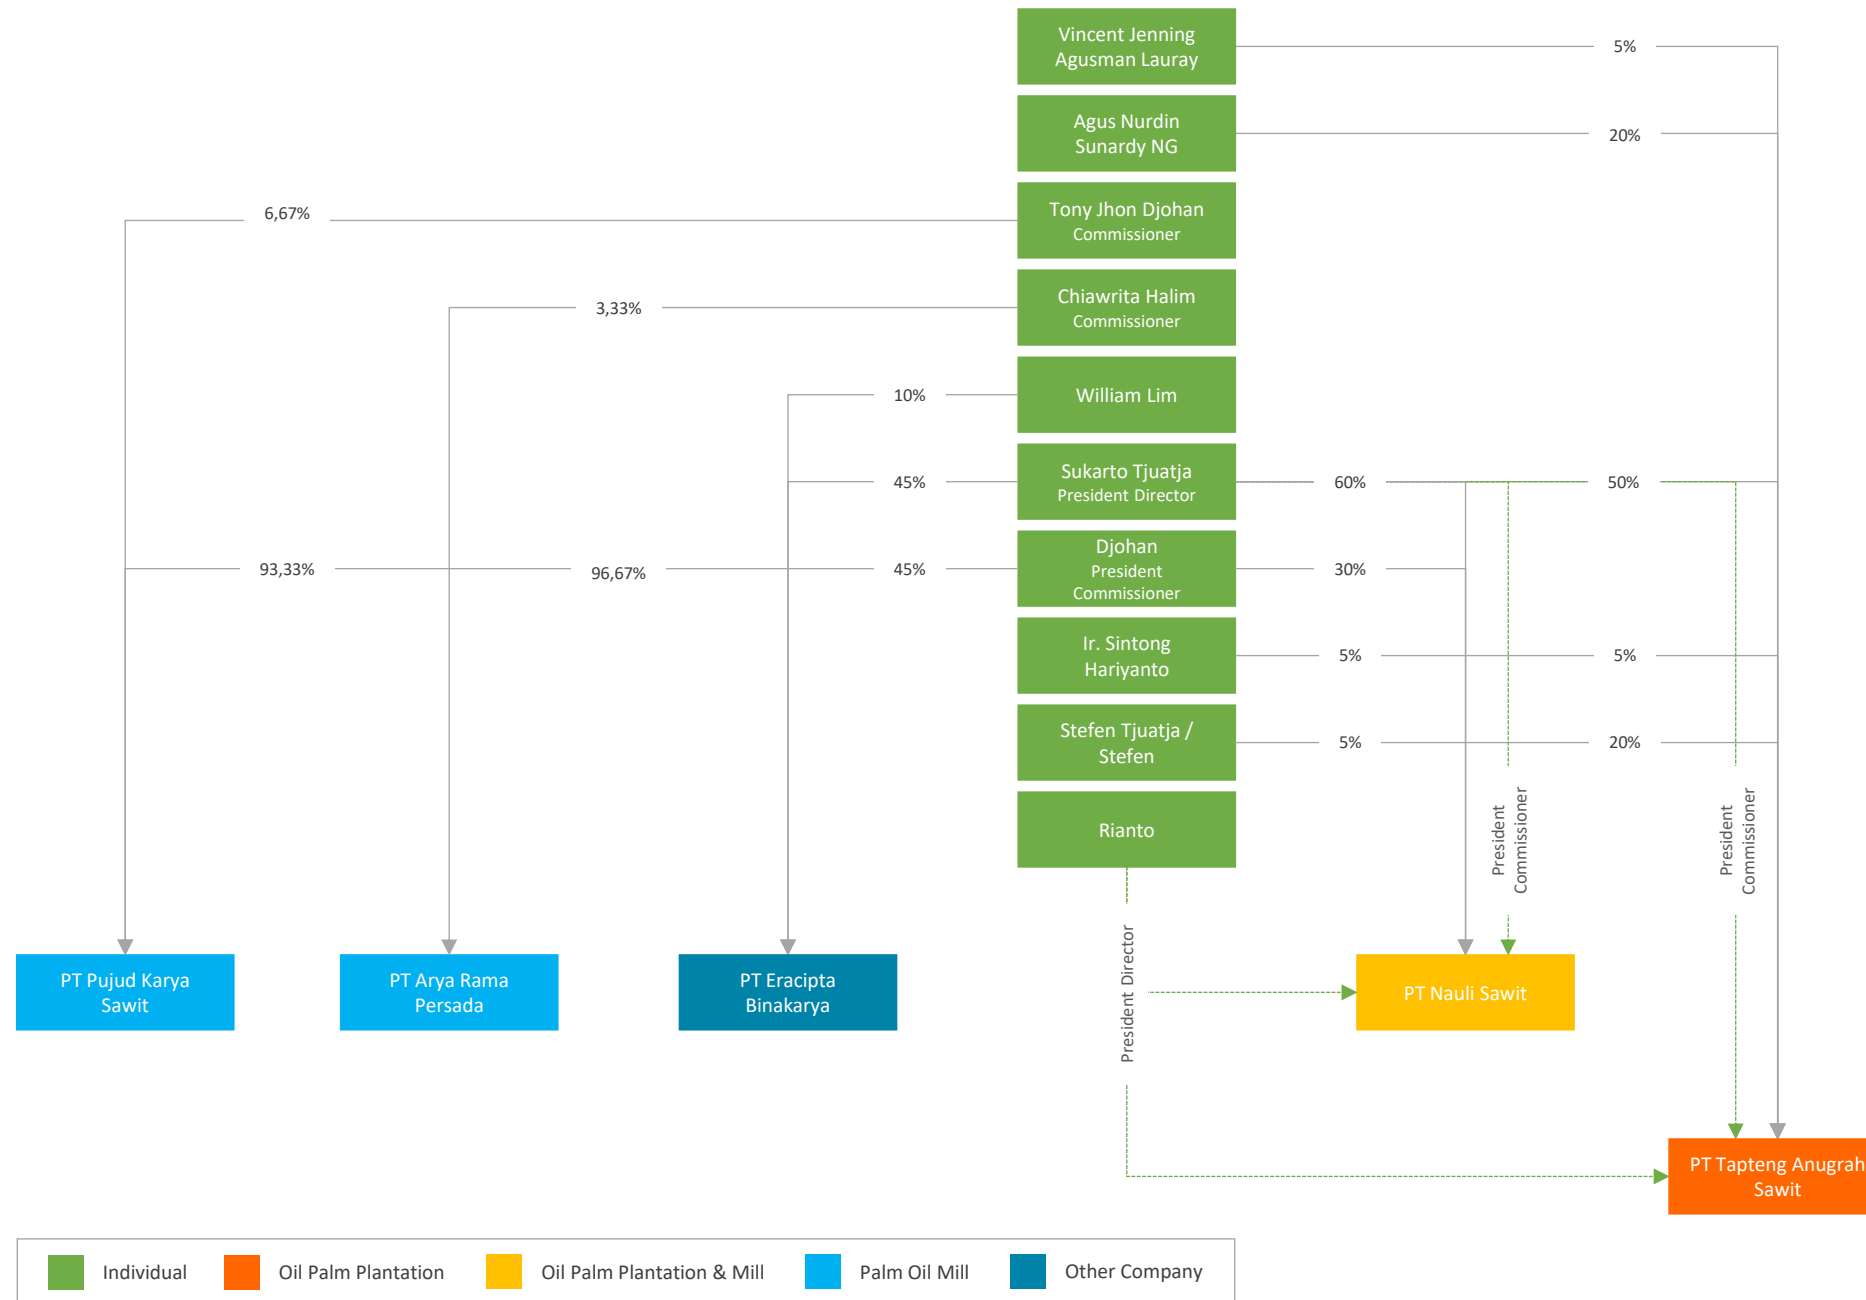 Vincent Jenning
Agusman Lauray
5%
Agus Nurdin
Sunardy NG
20%
6,67%
Tony Jhon Djohan
Commissioner
3,33%
Chiawrita Halim
Commissioner
10%
William Lim
45%
Sukarto Tjuatja
President Director
60%
50%
93,33%
96,67%
45%
Djohan
President
Commissioner
30%
Ir. Sintong
Hariyanto
5%
5%
Stefen Tjuatja /
Stefen
5%
20%
Rianto
President
Commissioner
President
Commissioner
President Director
PT Pujud Karya
Sawit
PT Arya Rama
Persada
PT Eracipta
Binakarya
PT Nauli Sawit
PT Tapteng Anugrah
Sawit
Individual
Oil Palm Plantation
Oil Palm Plantation & Mill
Palm Oil Mill
Other Company